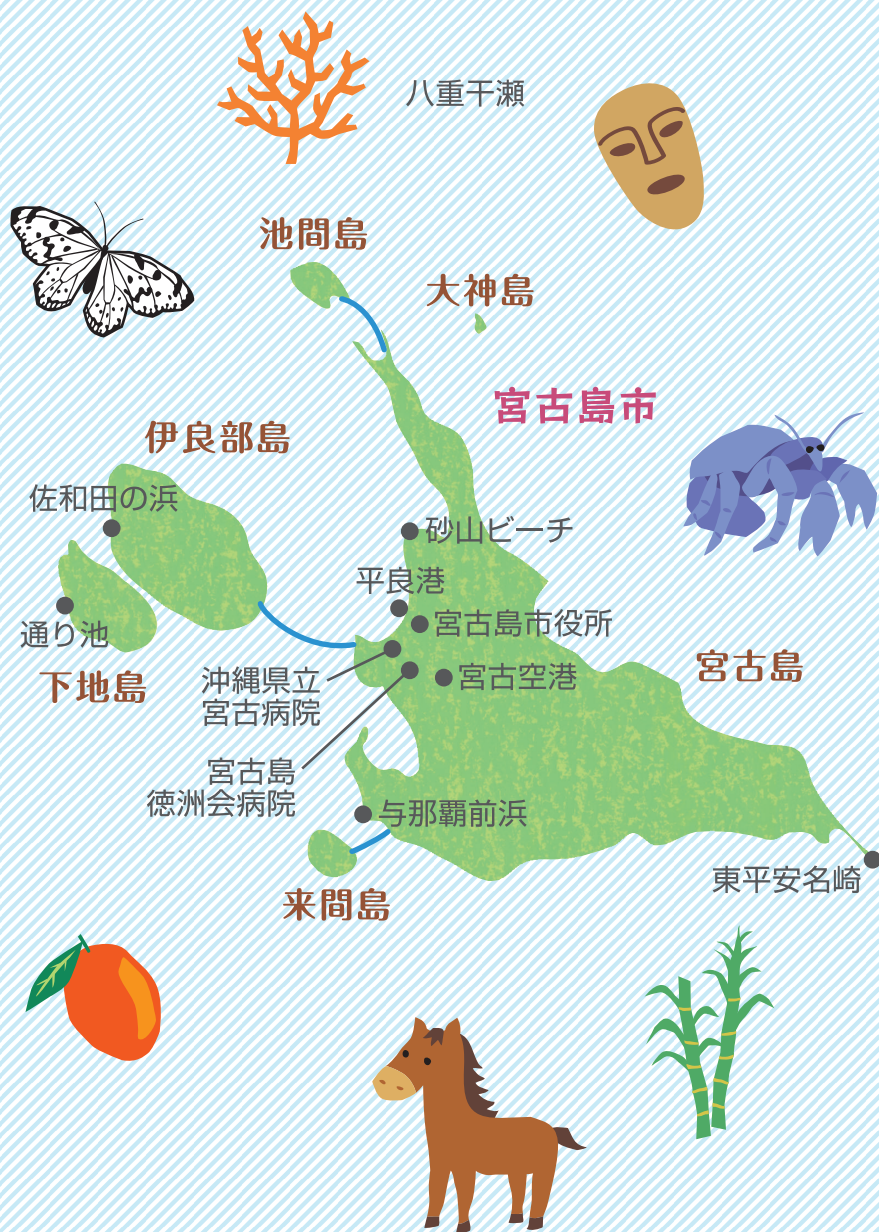 八重干瀬
池間島
大神島
宮古島市
伊良部島
佐和田の浜
砂山ビーチ
平良港
宮古島市役所
通り池
下地島
沖縄県立
宮古病院
宮古空港
宮古島
宮古島
徳洲会病院
与那覇前浜
東平安名崎
来間島